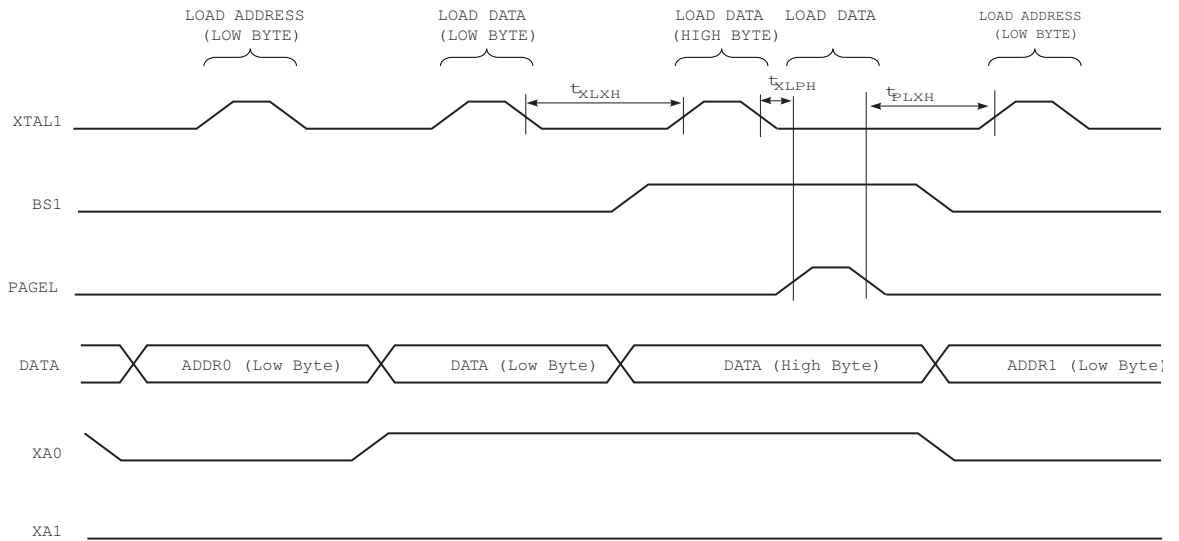 LOAD ADDRESS
(LOW BYTE)
LOAD DATA
(LOW BYTE)
LOAD DATA
(HIGH BYTE)
LOAD DATA
LOAD ADDRESS
(LOW BYTE)
tXLXH
tXLPH
tPLXH
XTAL1
BS1
PAGEL
DATA
ADDR0 (Low Byte)
DATA (Low Byte)
DATA (High Byte)
ADDR1 (Low Byte)
XA0
XA1